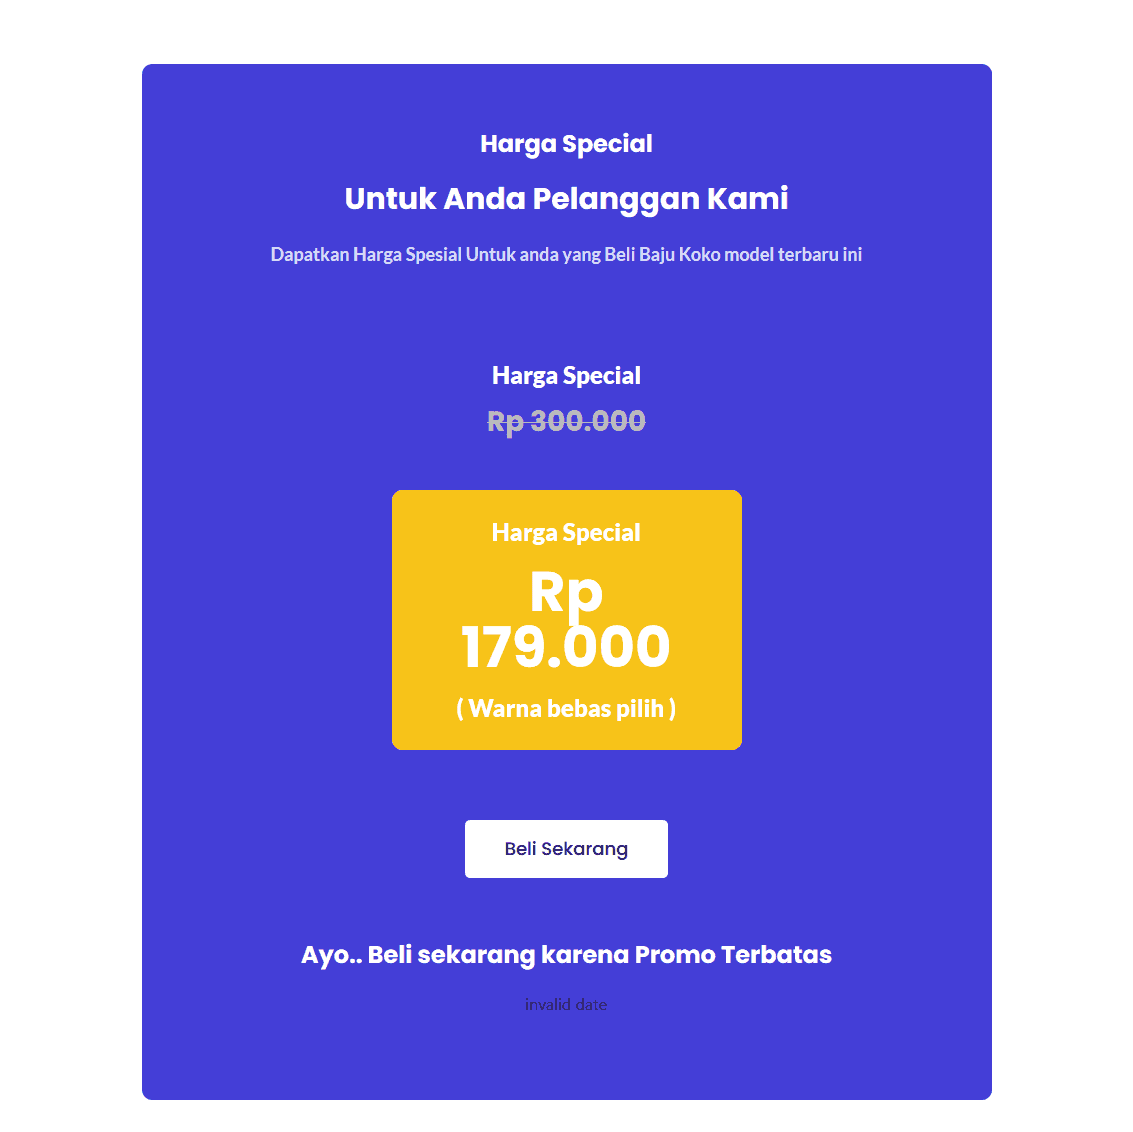 Harga Special
Untuk Anda Pelanggan Kami
Dapatkan Harga Spesial Untuk anda yang Beli Baju Koko model terbaru ini
Harga Special
Rp 300.000
Harga Special
Rp
179.000
( Warna bebas pilih )
Beli Sekarang
Ayo.. Beli sekarang karena Promo Terbatas
invalid date